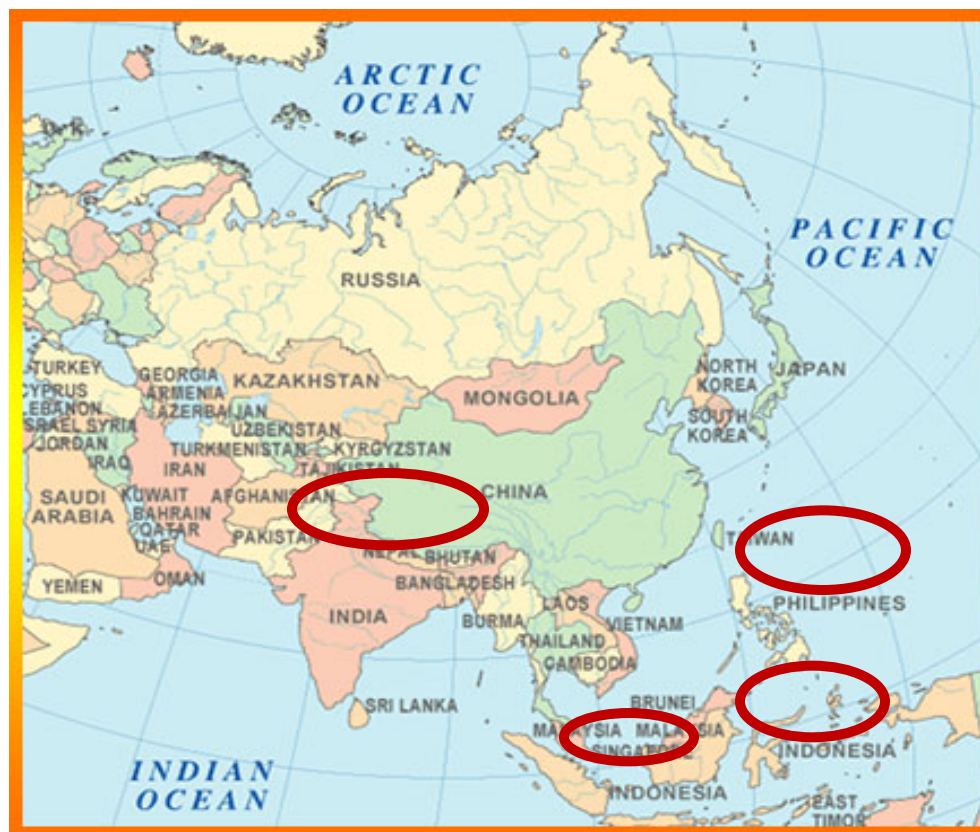 ARCTIC
OCEAN
PACIFIC
OCEAN
RUSSIA
TURKEY
GEORGIA
KAZAKHSTAN
MONGOLIA
NORTH
KOREA
JAPAN
CYPRUS
ARMENIA
LEBANON
AZERBAIJAN
ISRAEL SYRIA
UZBEKISTAN
SOUTH
KOREA
JORDAN
TURKMENISTAN
KYRGYZSTAN
IRAQ
IRAN
TAJIKISTAN
SAUDI
ARABIA
KUWAIT
AFGHANISTAN
CHINA
BAHRAIN
QATAR
PAKISTAN
TAIWAN
UAE
NEPAL
BHUTAN
YEMEN
OMAN
BANGLADESH
INDIA
BURMA
LAOS
VIETNAM
PHILIPPINES
THAILAND
CAMBODIA
SRI LANKA
BRUNEI
MALAYSIA
MALAYSIA
SINGAPORE
INDONESIA
INDIAN
OCEAN
INDONESIA
EAST
TIMOR